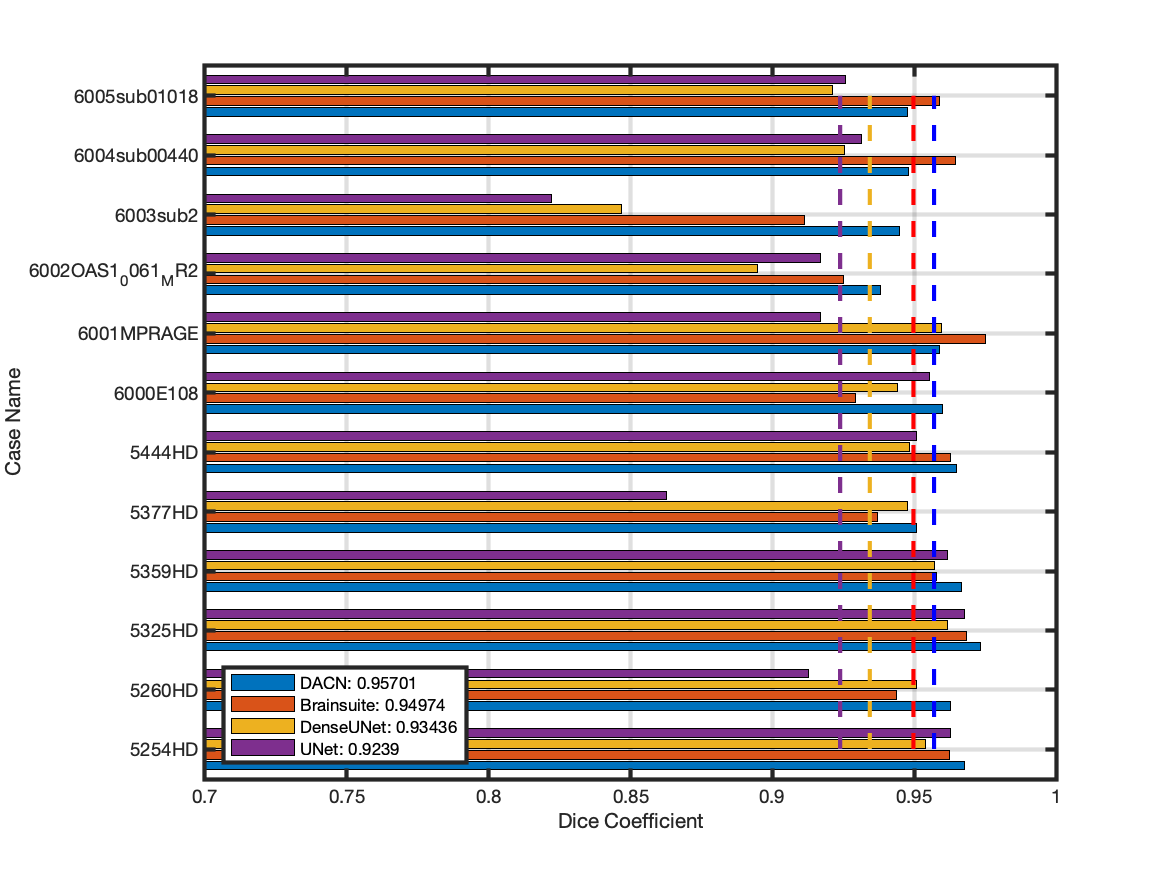 6005sub01018
6004sub00440
6003sub2
6002OAS1₀061ₘR2
6001MPRAGE
6000E108
5444HD
5377HD
5359HD
5325HD
5260HD
5254HD
Case Name
DACN: 0.95701
Brainsuite: 0.94974
DenseUNet: 0.93436
UNet: 0.9239
0.7 0.75 0.8 0.85 0.9 0.95 1
Dice Coefficient